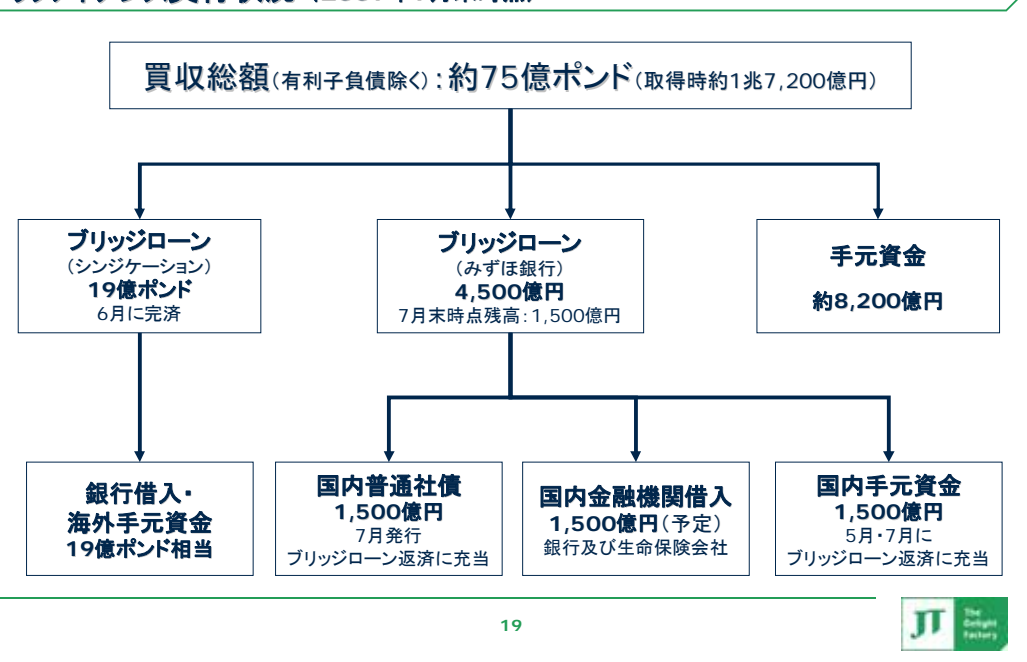 買収総額(有利子負債除く):約75億ポンド(取得時約1兆7,200億円)
ブリッジローン
(シンジケーション)
19億ポンド
6月に完済
ブリッジローン
(みずほ銀行)
4,500億円
7月末時点残高:1,500億円
手元資金
約8,200億円
銀行借入・
海外手元資金
19億ポンド相当
国内普通社債
1,500億円
7月発行
ブリッジローン返済に充当
国内金融機関借入
1,500億円(予定)
銀行及び生命保険会社
国内手元資金
1,500億円
5月・7月に
ブリッジローン返済に充当
19
JT
The
Delight
Factory